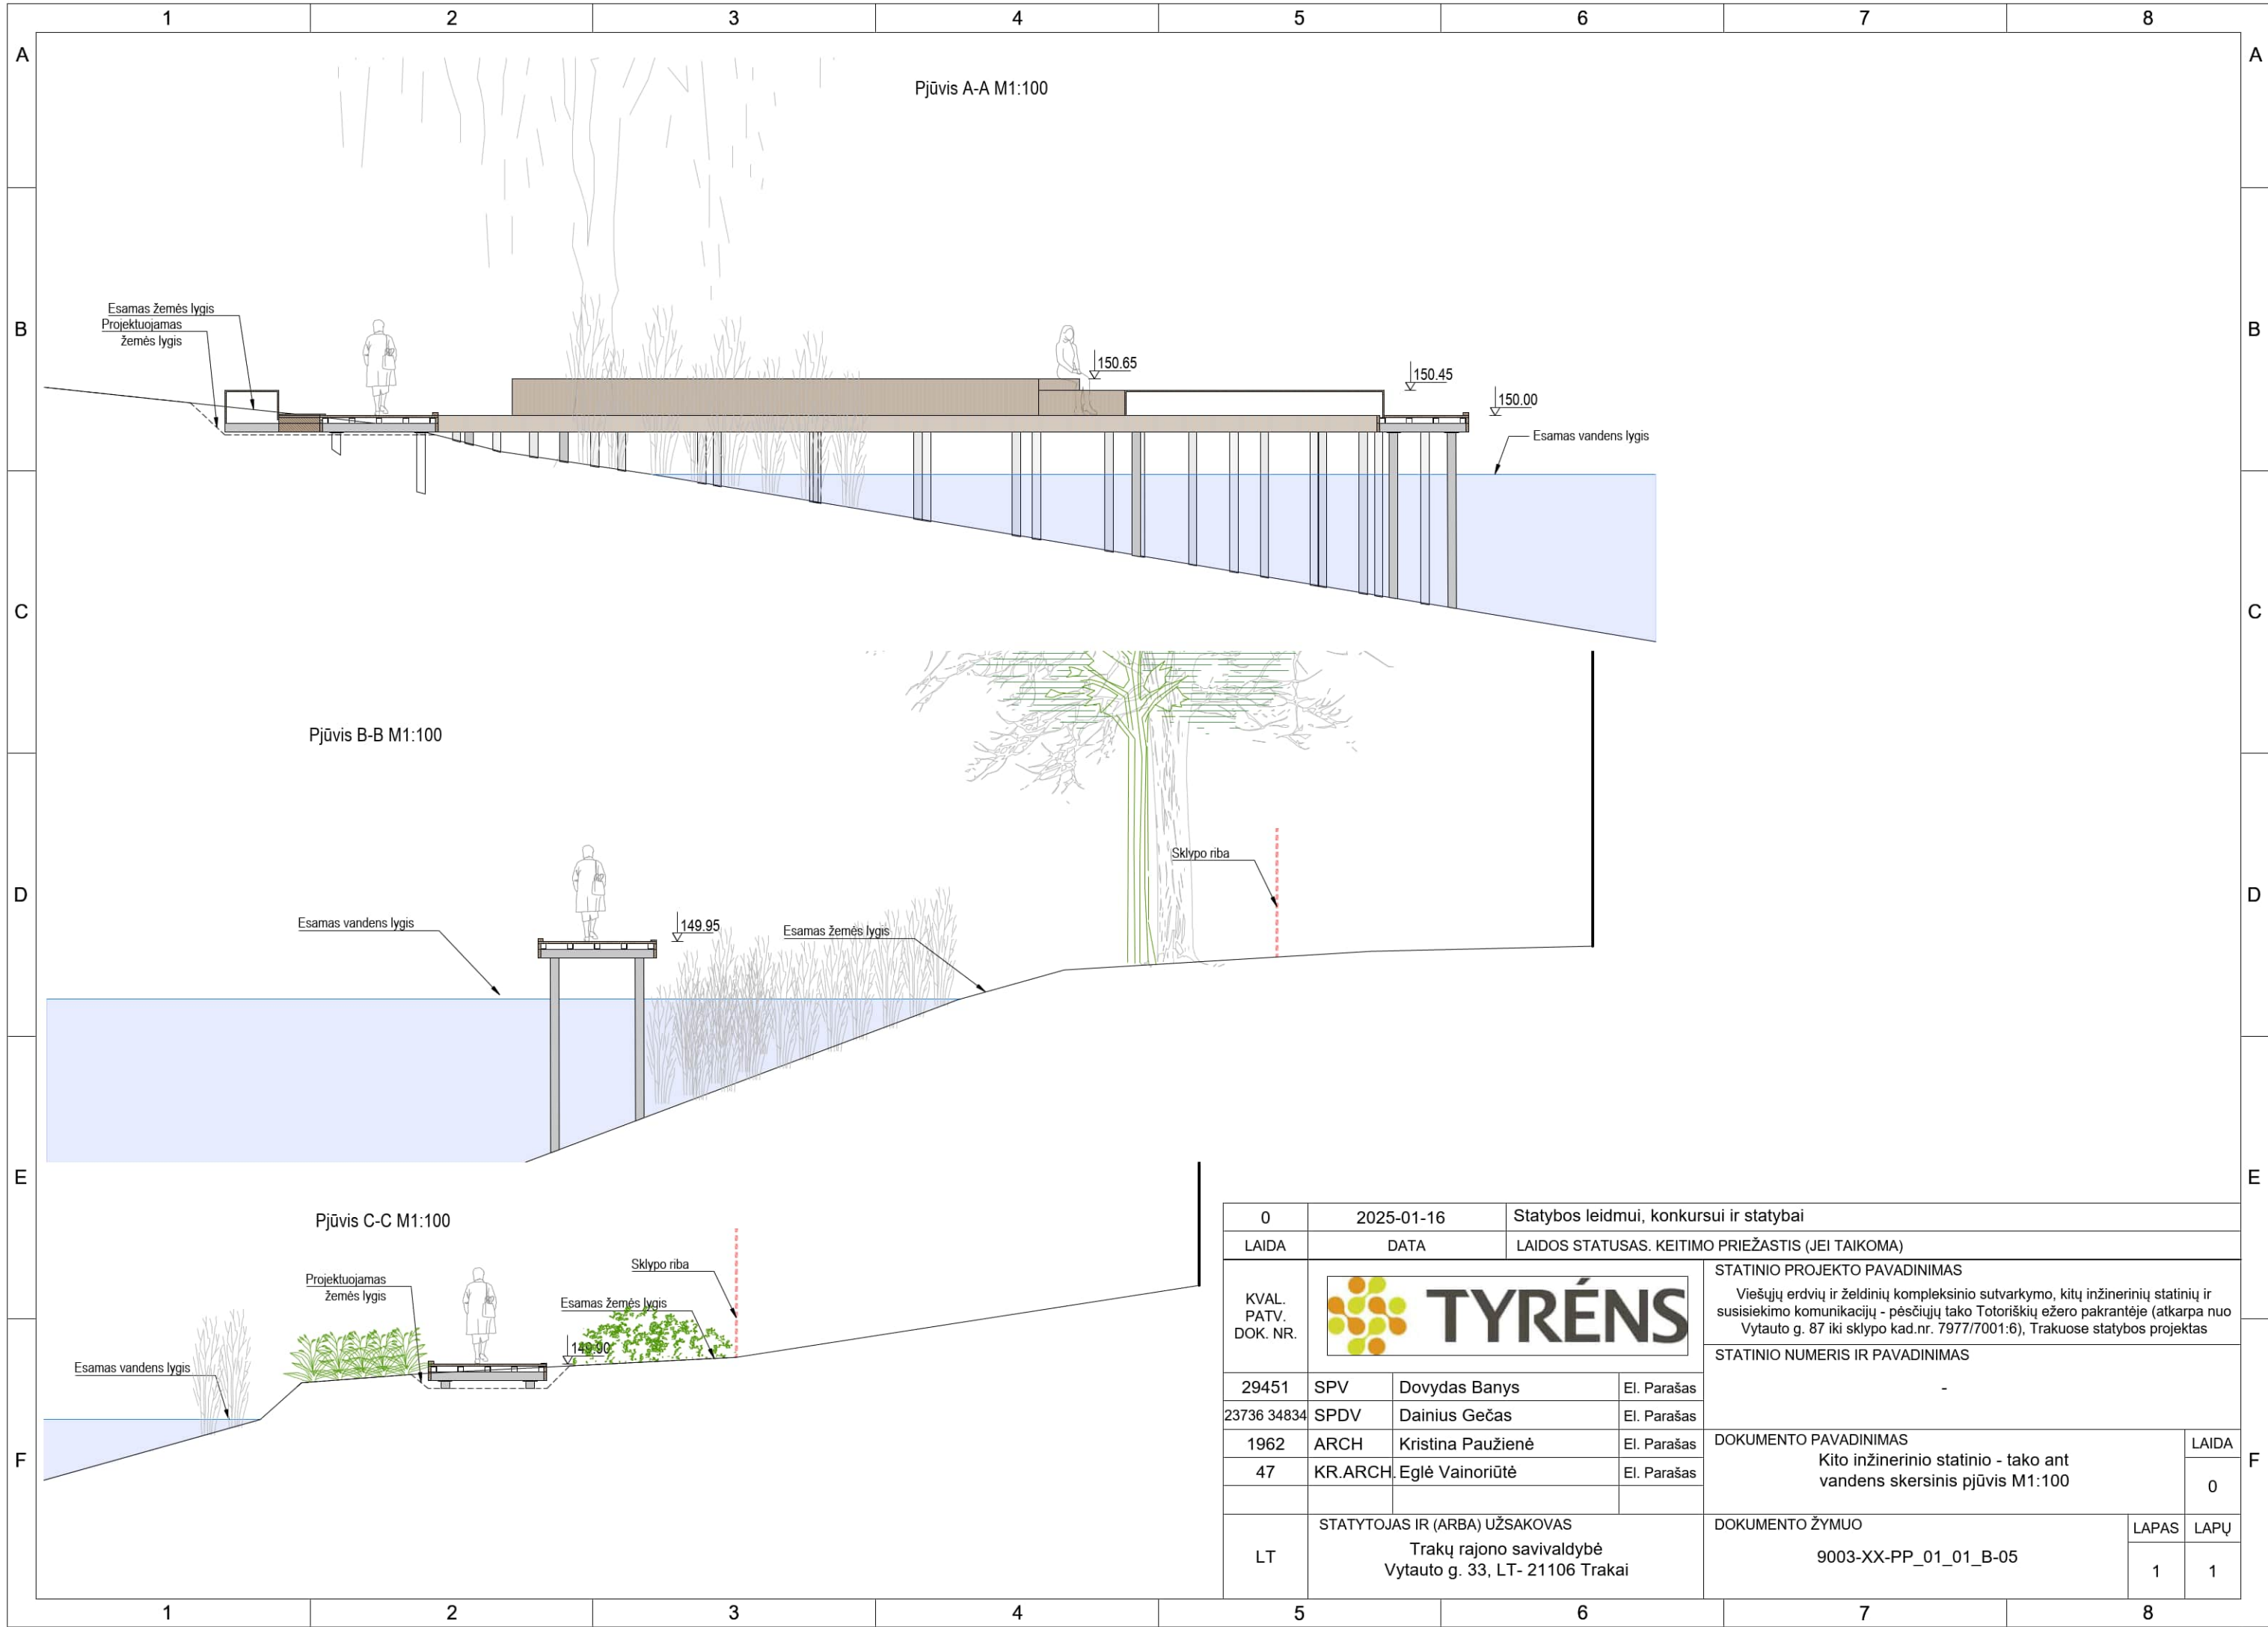 1 2 3 4 5 6 7 8
A A
Pjūvis A-A M1:100
B B
Esamas žemės lygis
Projektuojamas
žemės lygis
150.65
150.45
150.00
Esamas vandens lygis
C C
Pjūvis B-B M1:100
D D
Sklypo riba
Esamas vandens lygis
149.95
Esamas žemės lygis
E E
Pjūvis C-C M1:100
Projektuojamas
žemės lygis
Sklypo riba
Esamas žemės lygis
149.90
Esamas vandens lygis
F F
0 2025-01-16 Statybos leidmui, konkursui ir statybai
LAIDA DATA LAIDOS STATUSAS. KEITIMO PRIEŽASTIS (JEI TAIKOMA)
KVAL.
PATV.
DOK. NR.
TYRÉNS
STATINIO PROJEKTO PAVADINIMAS
Viešųjų erdvių ir želdinių kompleksinio sutvarkymo, kitų inžinerinių statinių ir
susisiekimo komunikacijų - pėsčiųjų tako Totoriškių ežero pakrantėje (atkarpa nuo
Vytauto g. 87 iki sklypo kad.nr. 7977/7001:6), Trakuose statybos projektas
STATINIO NUMERIS IR PAVADINIMAS
-
29451 SPV Dovydas Banys El. Parašas
23736 34834 SPDV Dainius Gečas El. Parašas
1962 ARCH Kristina Paužienė El. Parašas
47 KR.ARCH. Eglė Vainoriūtė El. Parašas
DOKUMENTO PAVADINIMAS
Kito inžinerinio statinio - tako ant
vandens skersinis pjūvis M1:100
LAIDA
0
LT
STATYTOJAS IR (ARBA) UŽSAKOVAS
Trakų rajono savivaldybė
Vytauto g. 33, LT- 21106 Trakai
DOKUMENTO ŽYMUO
9003-XX-PP_01_01_B-05
LAPAS LAPŲ
1 1
1 2 3 4 5 6 7 8